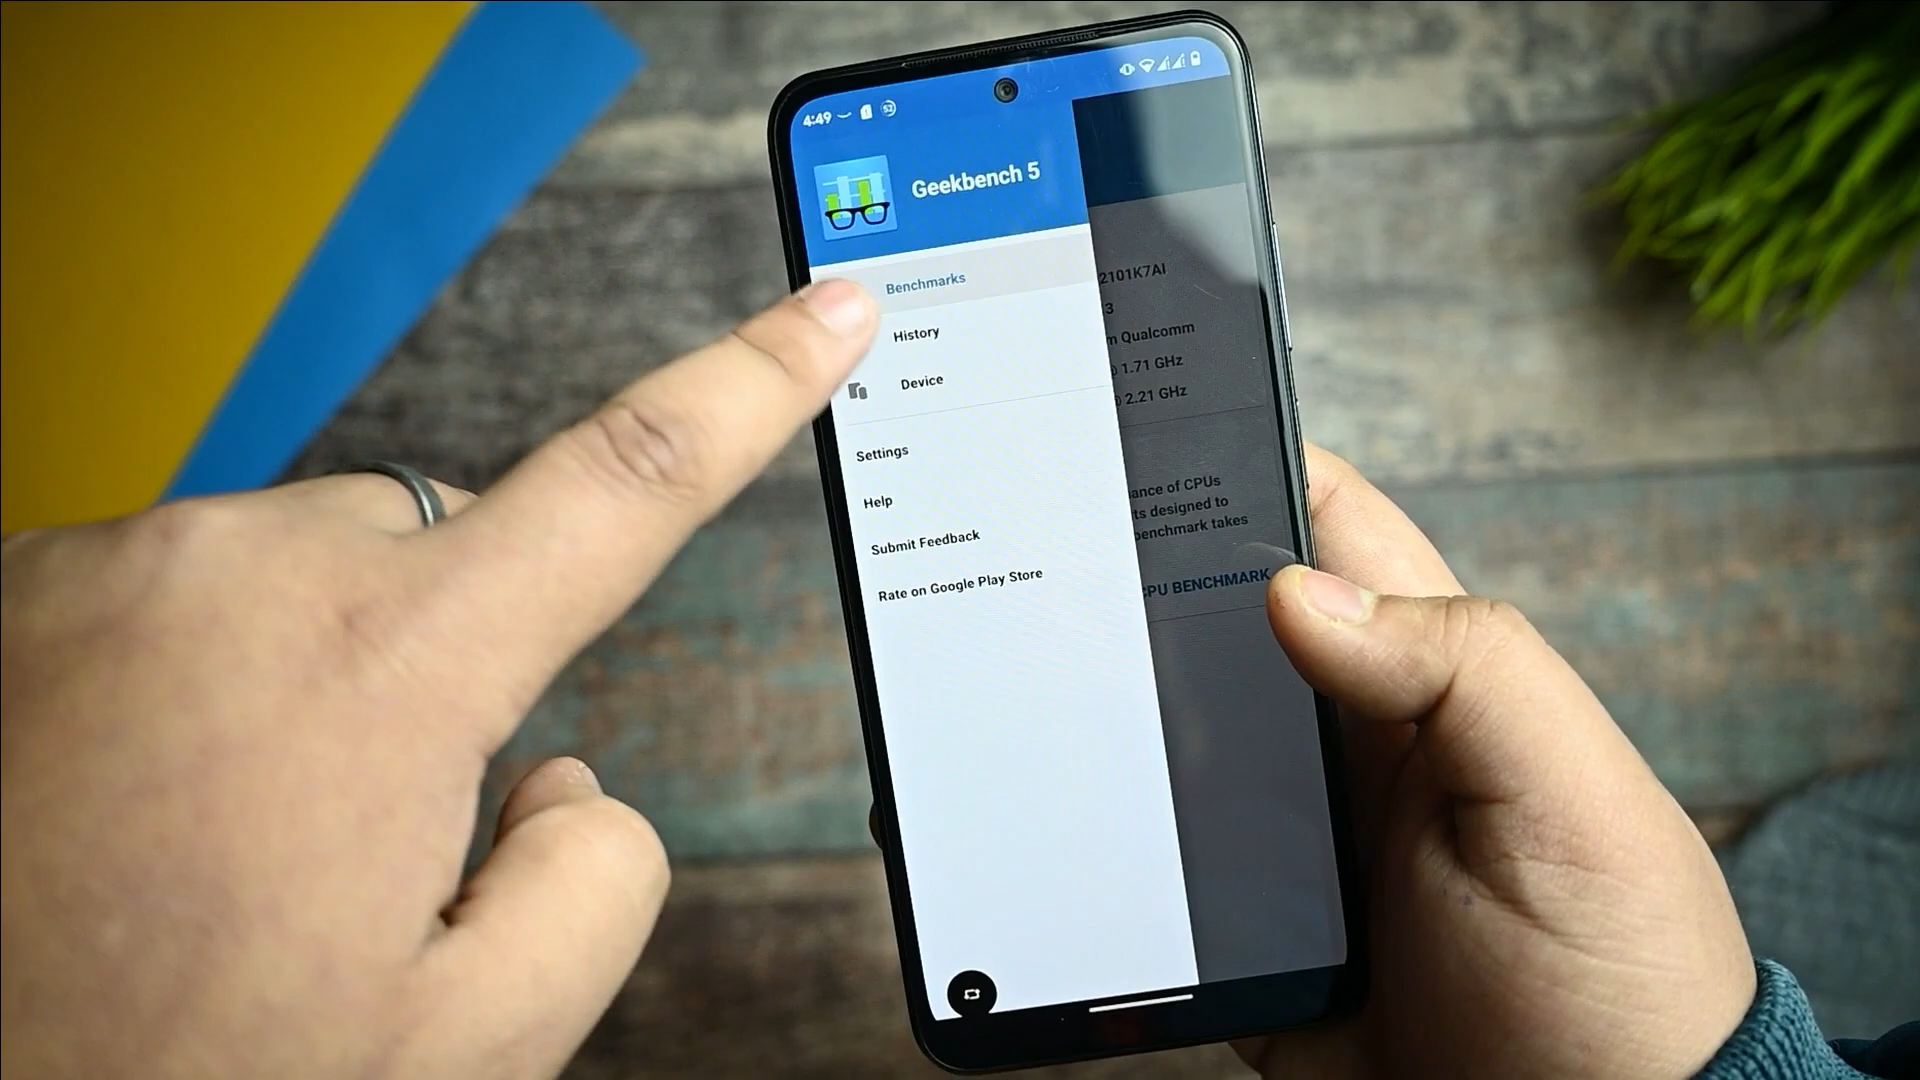 4:49
52
Geekbench 5
Benchmarks
History
Device
Settings
Help
Submit Feedback
Rate on Google Play Store
2101K7AI
3
m Qualcomm
@ 1.71 GHz
@ 2.21 GHz
ance of CPUs
ts designed to
benchmark takes
CPU BENCHMARK